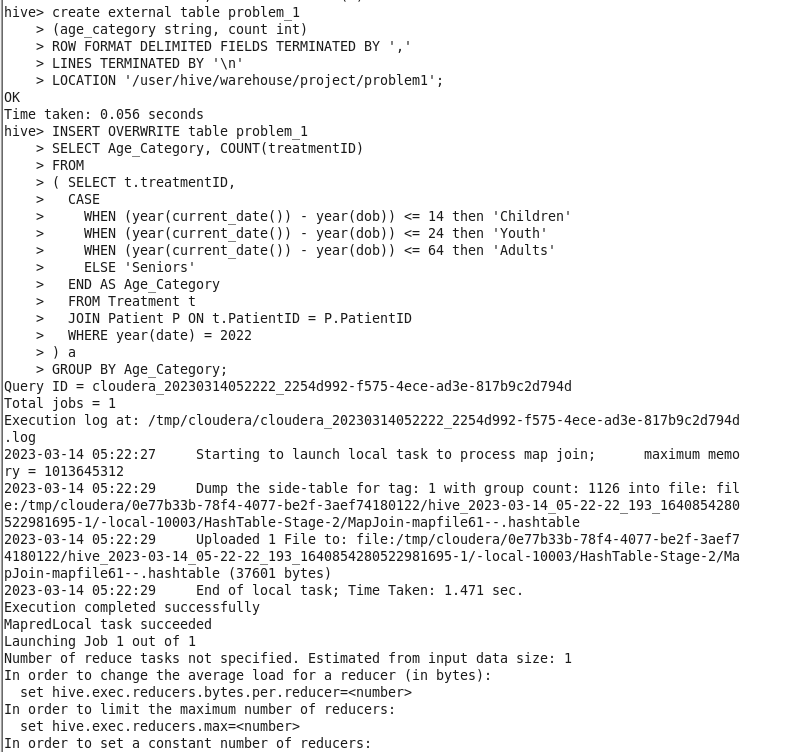 hive> create external table problem_1
    > (age_category string, count int)
    > ROW FORMAT DELIMITED FIELDS TERMINATED BY ','
    > LINES TERMINATED BY '\n'
    > LOCATION '/user/hive/warehouse/project/problem1';
OK
Time taken: 0.056 seconds
hive> INSERT OVERWRITE table problem_1
    > SELECT Age_Category, COUNT(treatmentID)
    > FROM
    > ( SELECT t.treatmentID,
    >   CASE
    >     WHEN (year(current_date()) - year(dob)) <= 14 then 'Children'
    >     WHEN (year(current_date()) - year(dob)) <= 24 then 'Youth'
    >     WHEN (year(current_date()) - year(dob)) <= 64 then 'Adults'
    >     ELSE 'Seniors'
    >   END AS Age_Category
    >   FROM Treatment t
    >   JOIN Patient P ON t.PatientID = P.PatientID
    >   WHERE year(date) = 2022
    > ) a
    > GROUP BY Age_Category;
Query ID = cloudera_20230314052222_2254d992-f575-4ece-ad3e-817b9c2d794d
Total jobs = 1
Execution log at: /tmp/cloudera/cloudera_20230314052222_2254d992-f575-4ece-ad3e-817b9c2d794d
.log
2023-03-14 05:22:27     Starting to launch local task to process map join;      maximum memo
ry = 1013645312
2023-03-14 05:22:29     Dump the side-table for tag: 1 with group count: 1126 into file: fil
e:/tmp/cloudera/0e77b33b-78f4-4077-be2f-3aef74180122/hive_2023-03-14_05-22-22_193_1640854280
522981695-1/-local-10003/HashTable-Stage-2/MapJoin-mapfile61--.hashtable
2023-03-14 05:22:29     Uploaded 1 File to: file:/tmp/cloudera/0e77b33b-78f4-4077-be2f-3aef7
4180122/hive_2023-03-14_05-22-22_193_1640854280522981695-1/-local-10003/HashTable-Stage-2/Ma
pJoin-mapfile61--.hashtable (37601 bytes)
2023-03-14 05:22:29     End of local task; Time Taken: 1.471 sec.
Execution completed successfully
MapredLocal task succeeded
Launching Job 1 out of 1
Number of reduce tasks not specified. Estimated from input data size: 1
In order to change the average load for a reducer (in bytes):
  set hive.exec.reducers.bytes.per.reducer=<number>
In order to limit the maximum number of reducers:
  set hive.exec.reducers.max=<number>
In order to set a constant number of reducers: